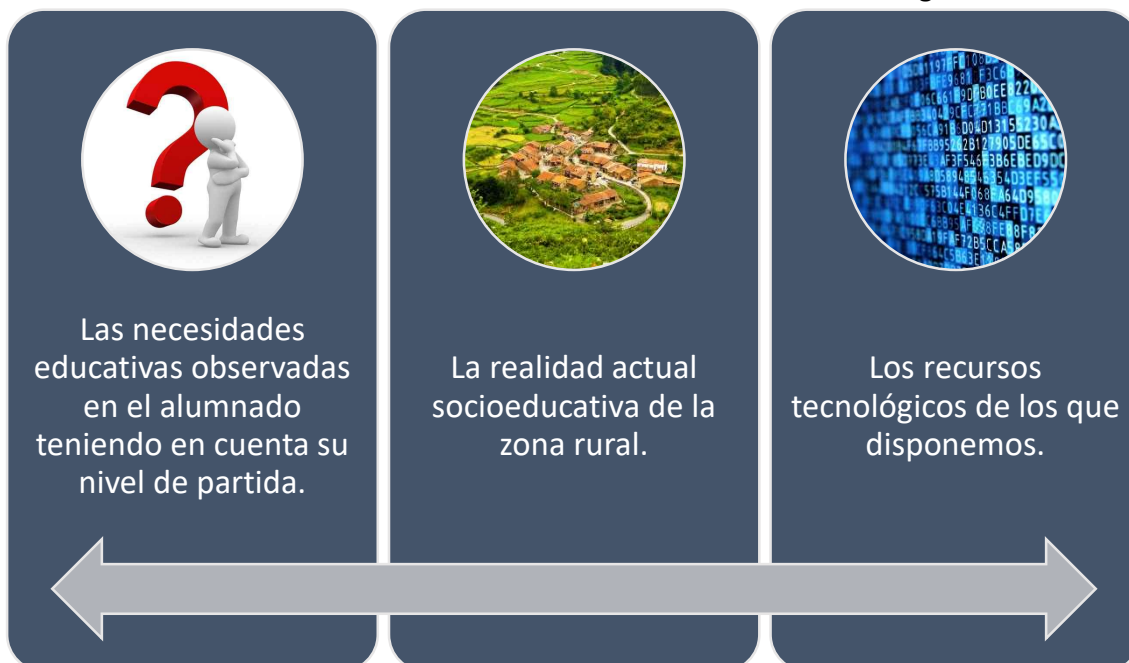 Las necesidades
educativas observadas
en el alumnado
teniendo en cuenta su
nivel de partida.
La realidad actual
socioeducativa de la
zona rural.
Los recursos
tecnológicos de los que
disponemos.